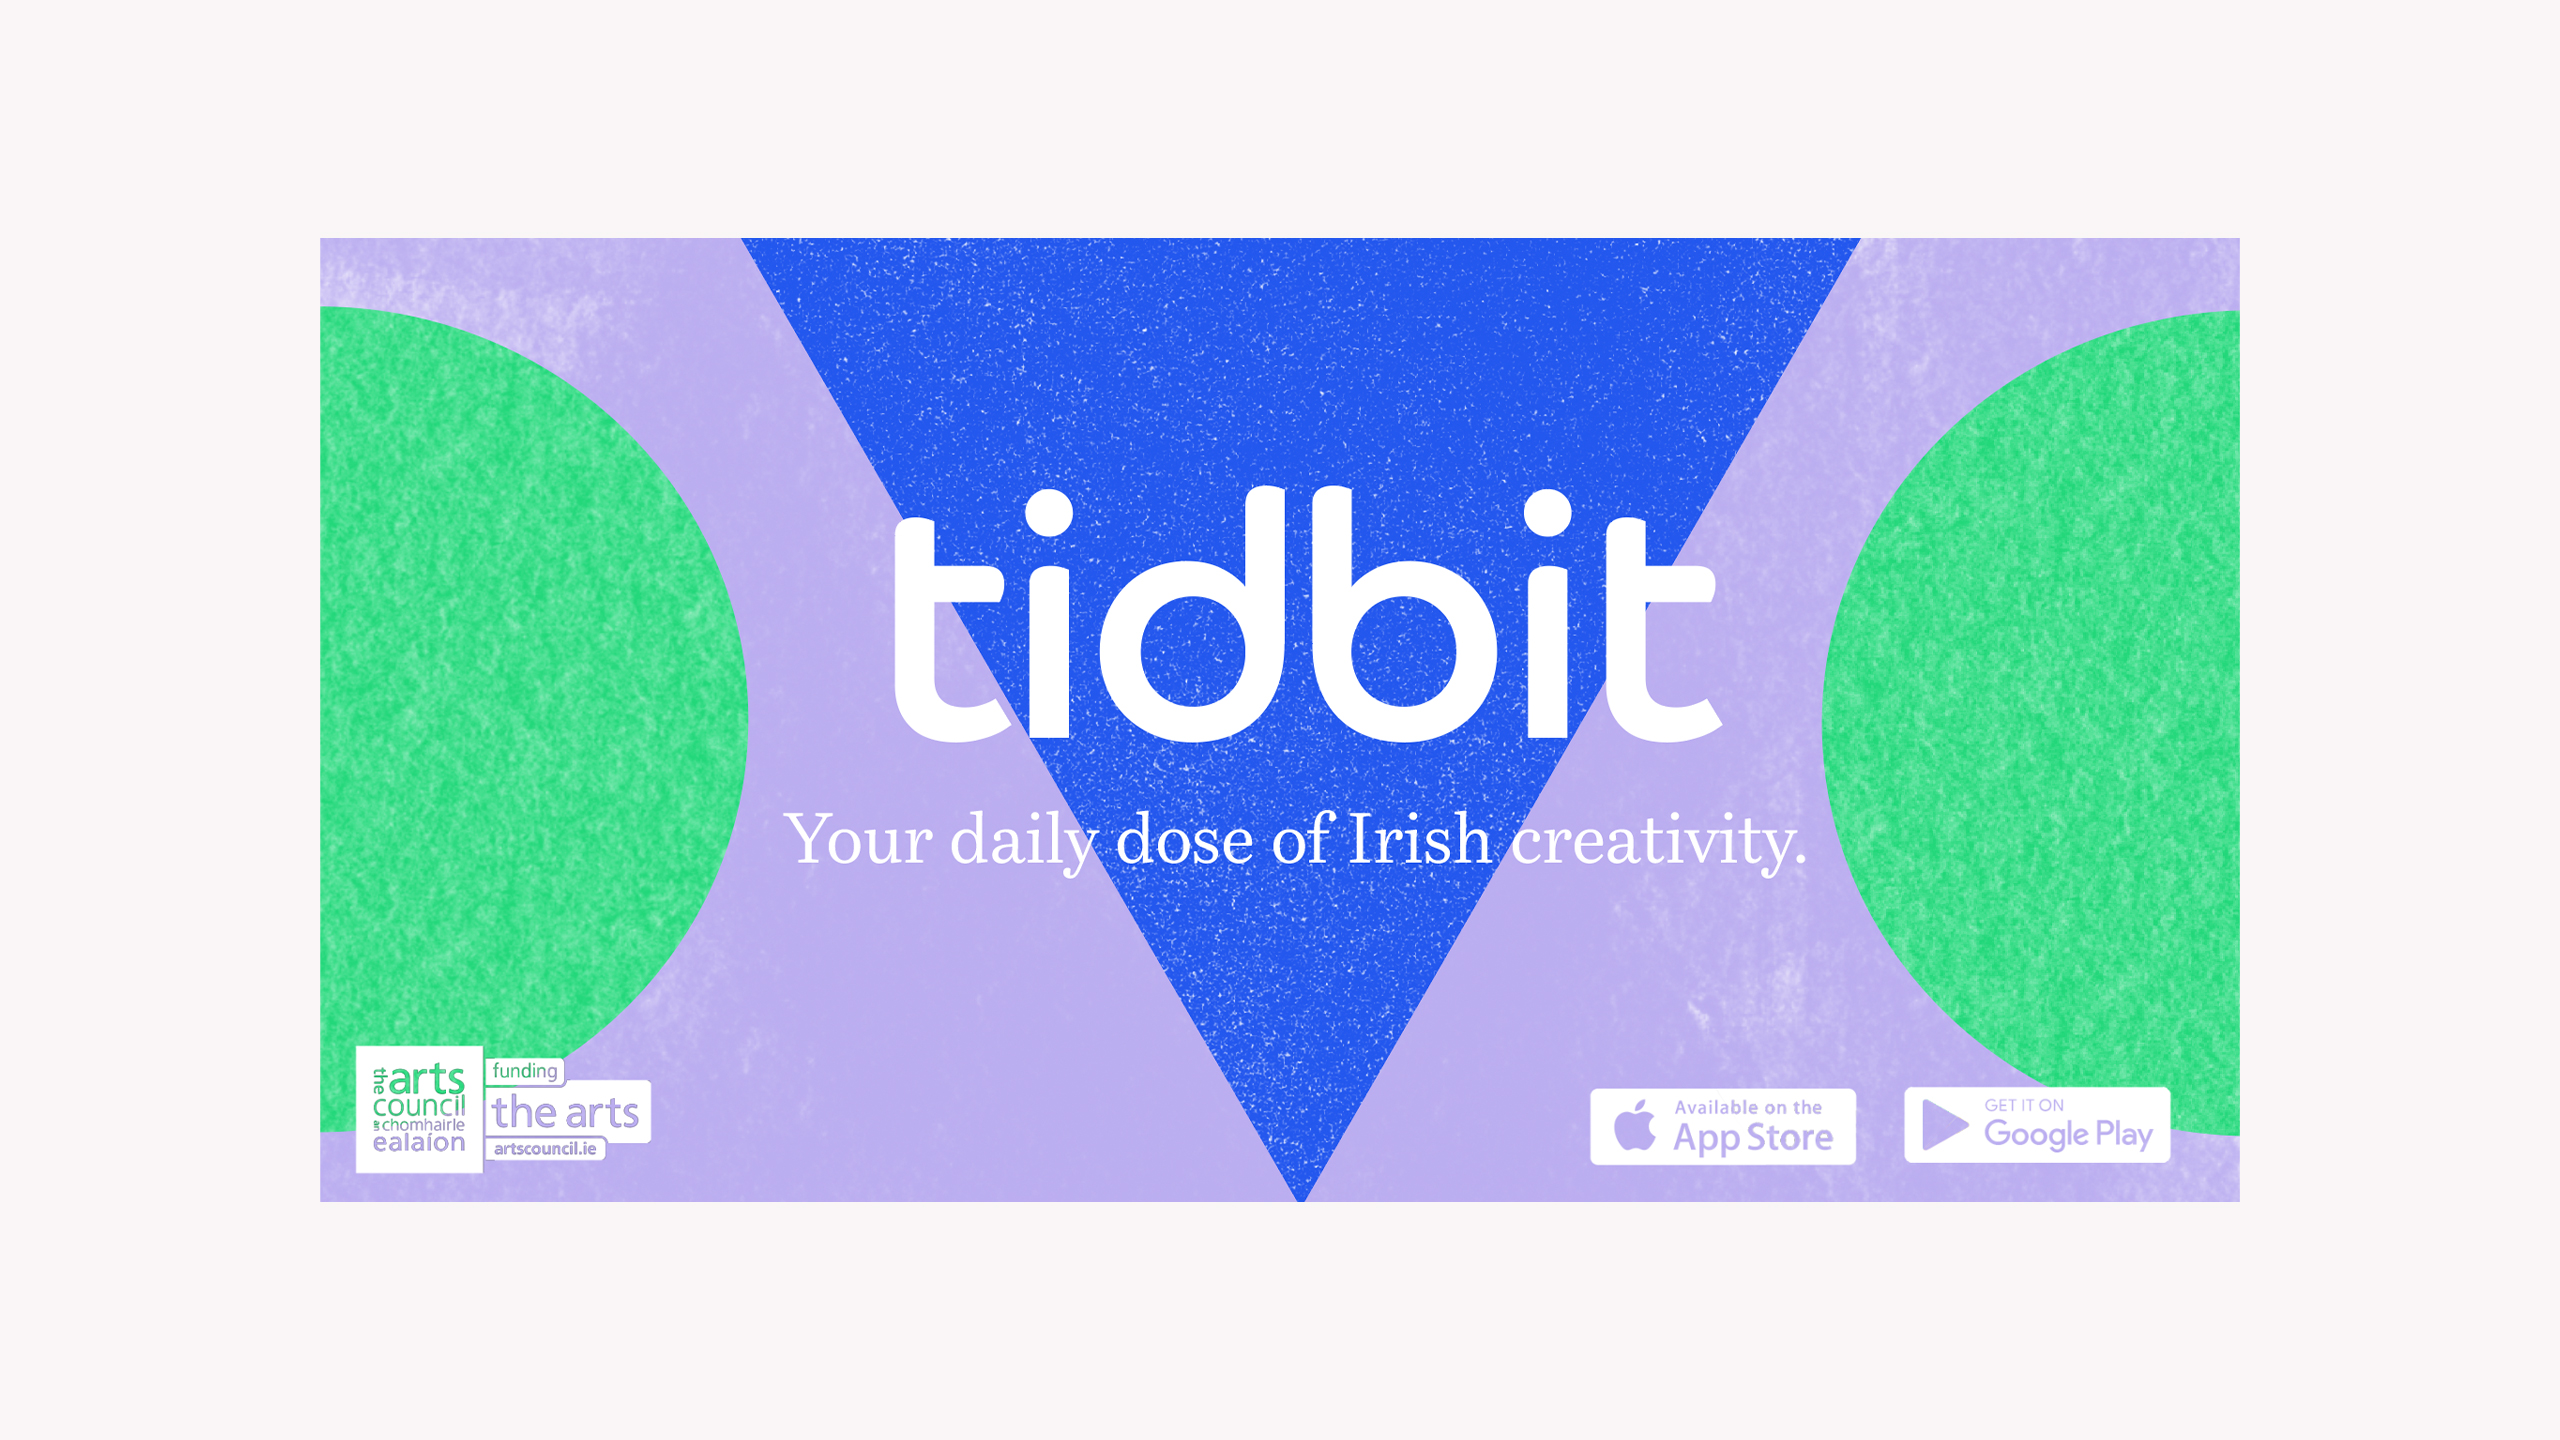 tidbit
Your daily dose of Irish creativity.
the arts
council
chomhairle
ealaíon
funding
the arts
artscouncil.ie
Available on the
App Store
GET IT ON
Google Play